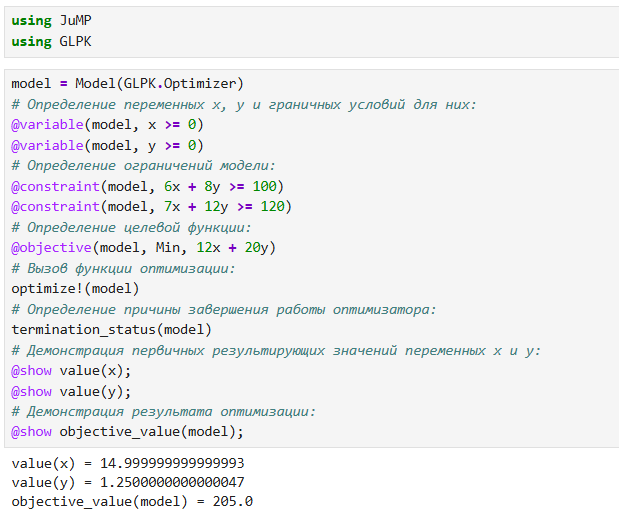 using JuMP
using GLPK
model = Model(GLPK.Optimizer)
# Определение переменных x, y и граничных условий для них:
@variable(model, x >= 0)
@variable(model, y >= 0)
# Определение ограничений модели:
@constraint(model, 6x + 8y >= 100)
@constraint(model, 7x + 12y >= 120)
# Определение целевой функции:
@objective(model, Min, 12x + 20y)
# Вызов функции оптимизации:
optimize!(model)
# Определение причины завершения работы оптимизатора:
termination_status(model)
# Демонстрация первичных результирующих значений переменных x и y:
@show value(x);
@show value(y);
# Демонстрация результата оптимизации:
@show objective_value(model);
value(x) = 14.999999999999993
value(y) = 1.2500000000000047
objective_value(model) = 205.0